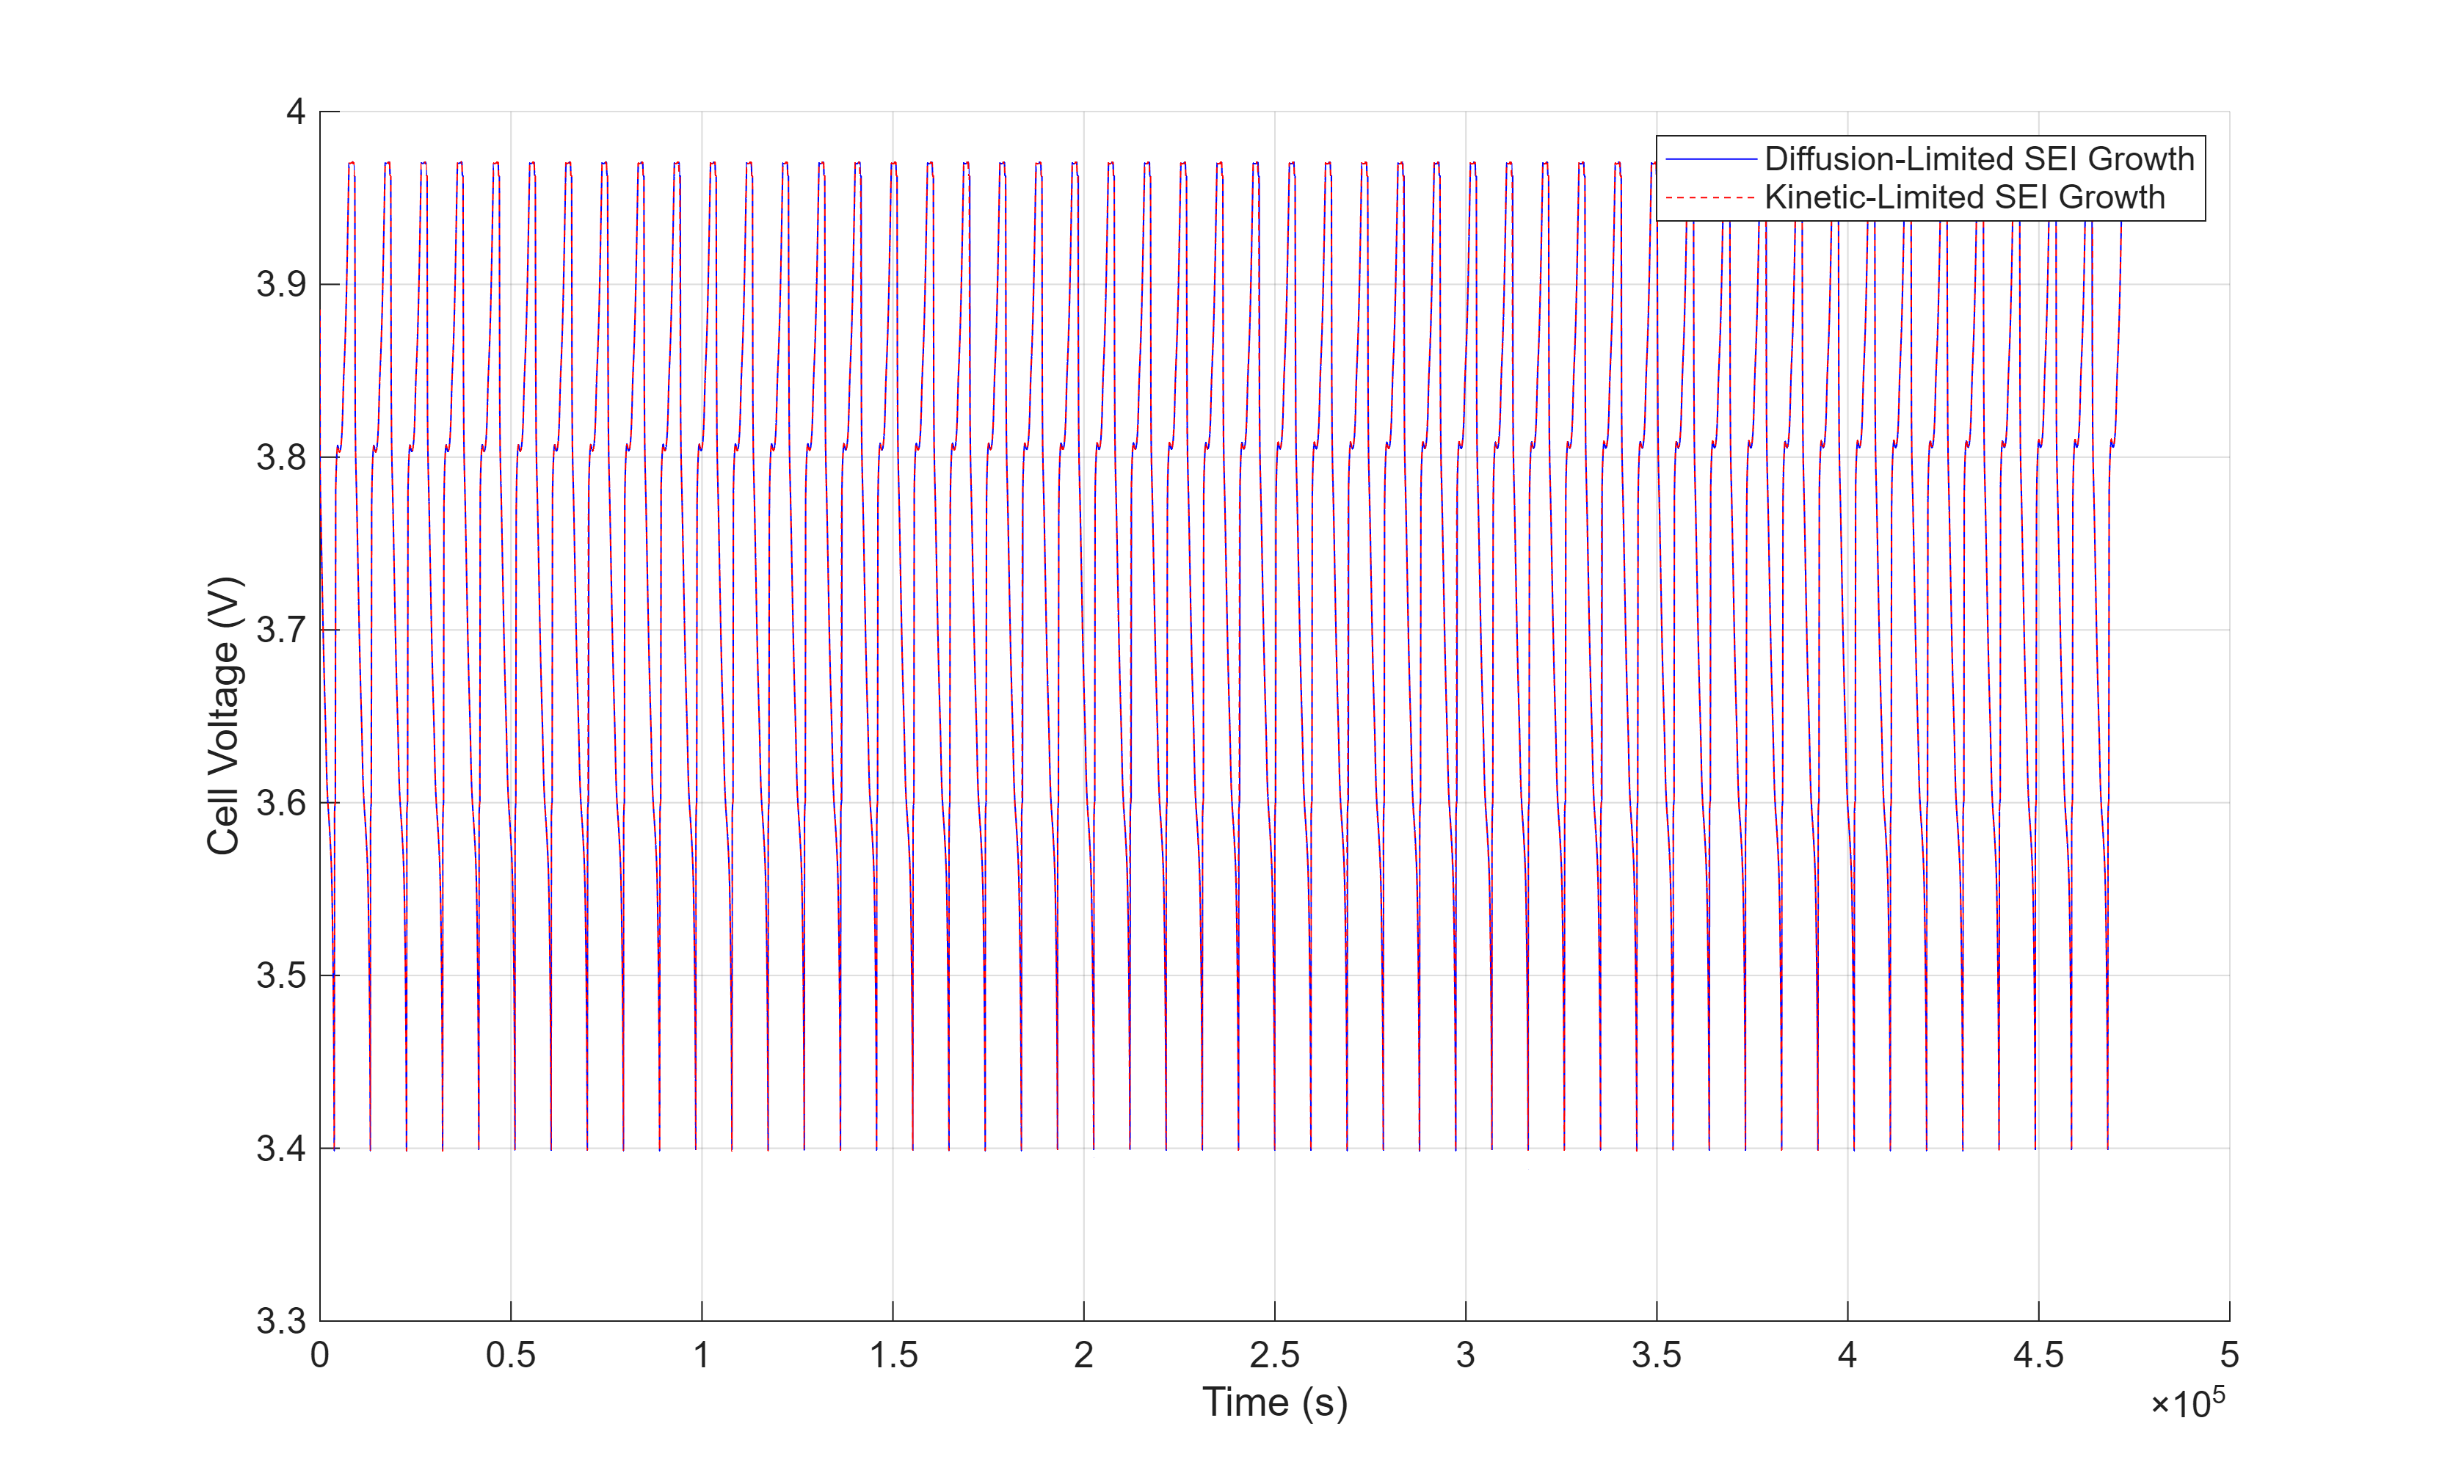 4
3.9
3.8
3.7
3.6
3.5
3.4
3.3
Cell Voltage (V)
Diffusion-Limited SEI Growth
Kinetic-Limited SEI Growth
0 0.5 1 1.5 2 2.5 3 3.5 4 4.5 5
Time (s)
×10⁵